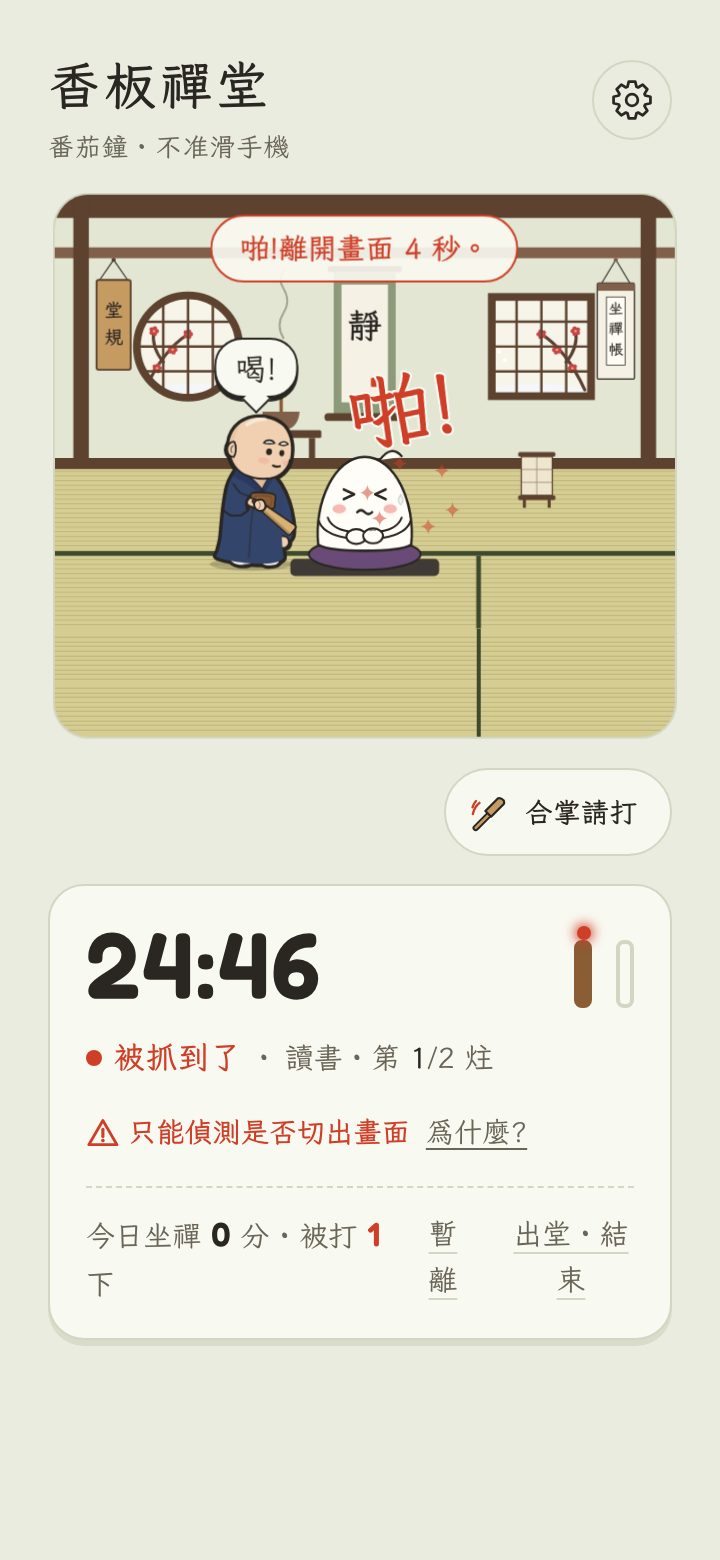 香板禪堂
番茄鐘・不准滑手機
啪!離開畫面 4 秒。
堂規
靜
坐禪帳
喝!
啪!
合掌請打
24:46
被抓到了 · 讀書・第 1/2 炷
只能偵測是否切出畫面 為什麼?
今日坐禪 0 分・被打 1
下
暫
離
出堂・結
束